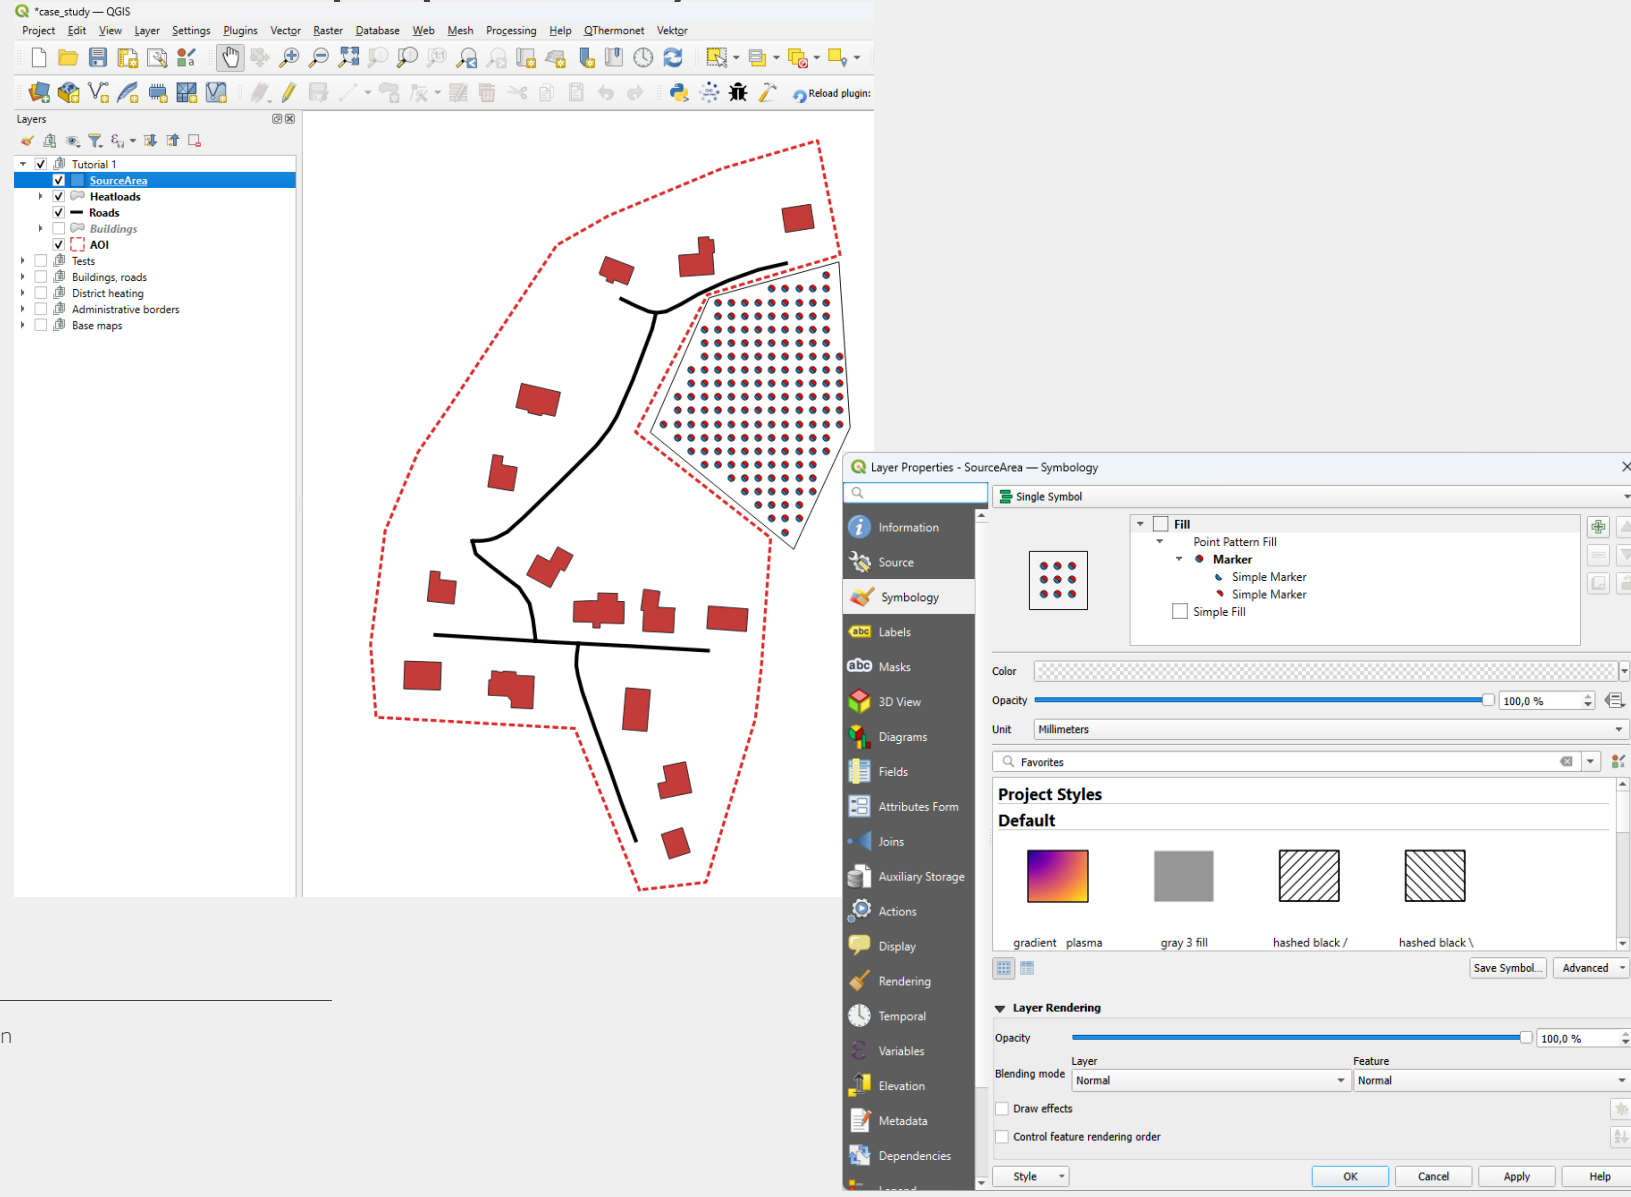 *case_study — QGIS
Project Edit View Layer Settings Plugins Vector Raster Database Web Mesh Processing Help QThermonet Vektor
Reload plugin:
Layers
Tutorial 1
SourceArea
Heatloads
Roads
Buildings
AOI
Tests
Buildings, roads
District heating
Administrative borders
Base maps
n
Layer Properties - SourceArea — Symbology
Information
Source
Symbology
Labels
Masks
3D View
Diagrams
Fields
Attributes Form
Joins
Auxiliary Storage
Actions
Display
Rendering
Temporal
Variables
Elevation
Metadata
Dependencies
Legend
Single Symbol
Fill
Point Pattern Fill
Marker
Simple Marker
Simple Marker
Simple Fill
Color
Opacity 100,0 %
Unit Millimeters
Favorites
Project Styles
Default
gradient plasma
gray 3 fill
hashed black /
hashed black \
Save Symbol... Advanced
Layer Rendering
Opacity 100,0 %
Layer Feature
Blending mode Normal Normal
Draw effects
Control feature rendering order
Style OK Cancel Apply Help